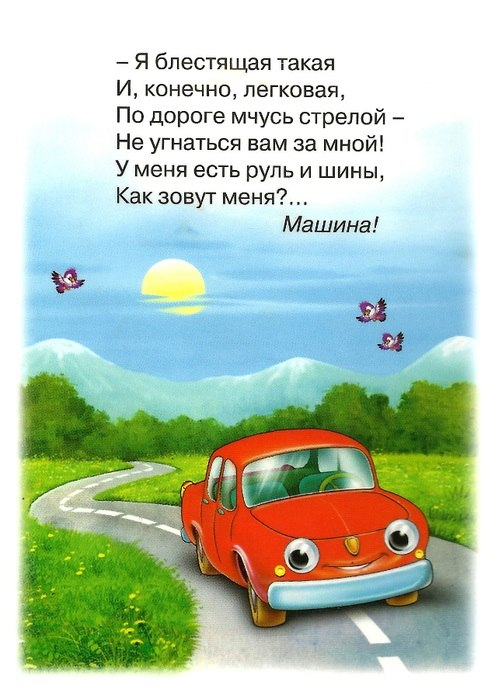 – Я блестящая такая
И, конечно, легковая,
По дороге мчусь стрелой –
Не угнаться вам за мной!
У меня есть руль и шины,
Как зовут меня?...
Машина!